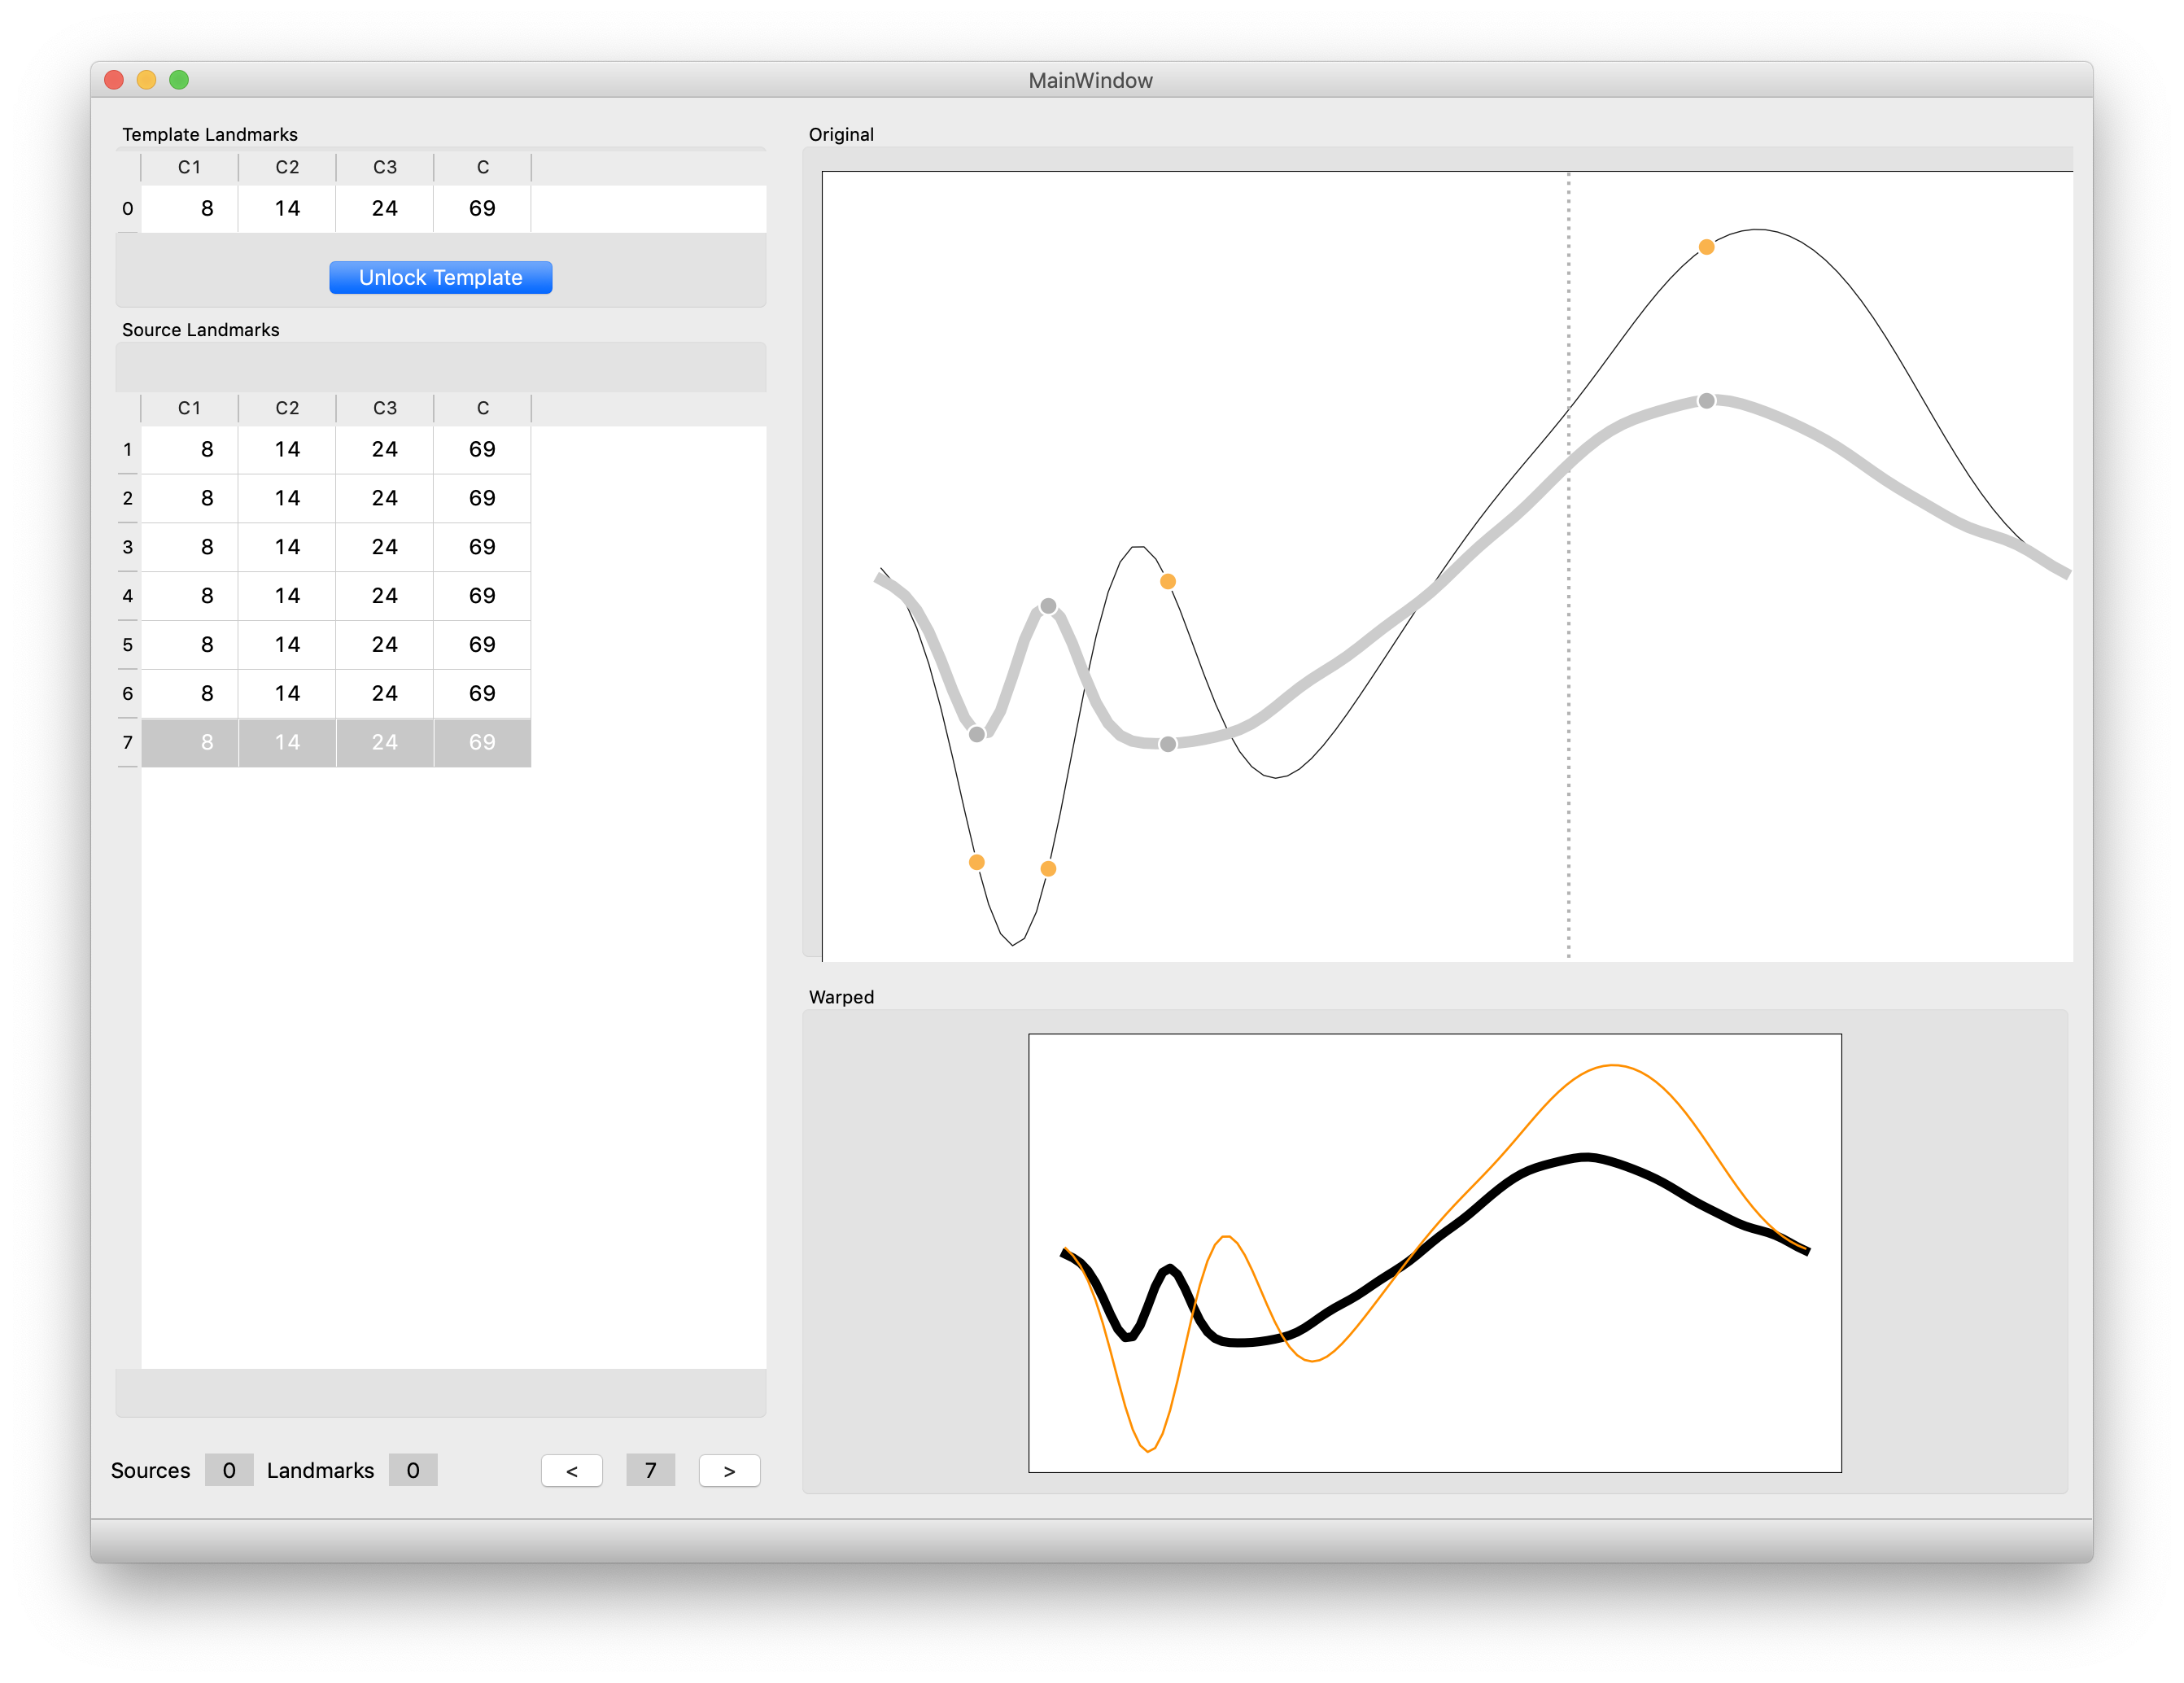 MainWindow
Template Landmarks
C1 C2 C3 C
0 8 14 24 69
Unlock Template
Source Landmarks
C1 C2 C3 C
1 8 14 24 69
2 8 14 24 69
3 8 14 24 69
4 8 14 24 69
5 8 14 24 69
6 8 14 24 69
7 8 14 24 69
Sources 0 Landmarks 0 < 7 >
Original
Warped